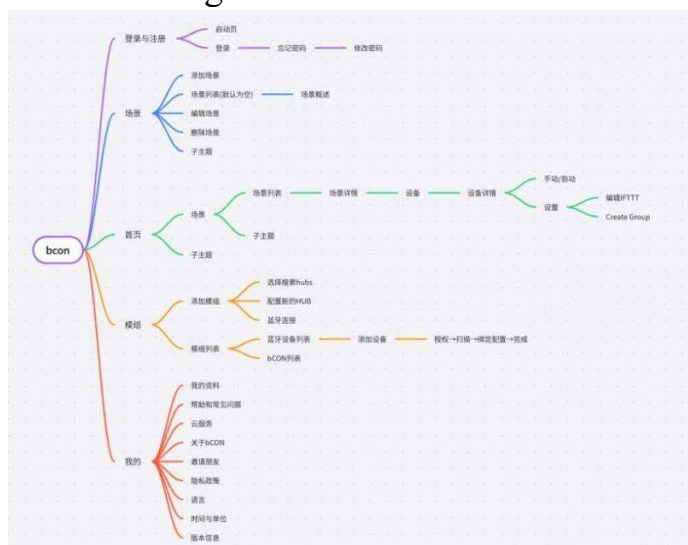 登录与注册
启动页
登录
忘记密码
修改密码
场景
添加场景
场景列表(默认为空)
场景概述
编辑场景
删除场景
子主题
bcon
首页
场景
场景列表
场景详情
设备
设备详情
手动/自动
设置
编辑IFTTT
Create Group
子主题
子主题
模组
添加模组
选择搜索hubs
配置新的HUB
蓝牙连接
模组列表
蓝牙设备列表
添加设备
授权→扫描→绑定配置→完成
bCON列表
我的
我的资料
帮助和常见问题
云服务
关于bCON
邀请朋友
隐私政策
语言
时间与单位
版本信息